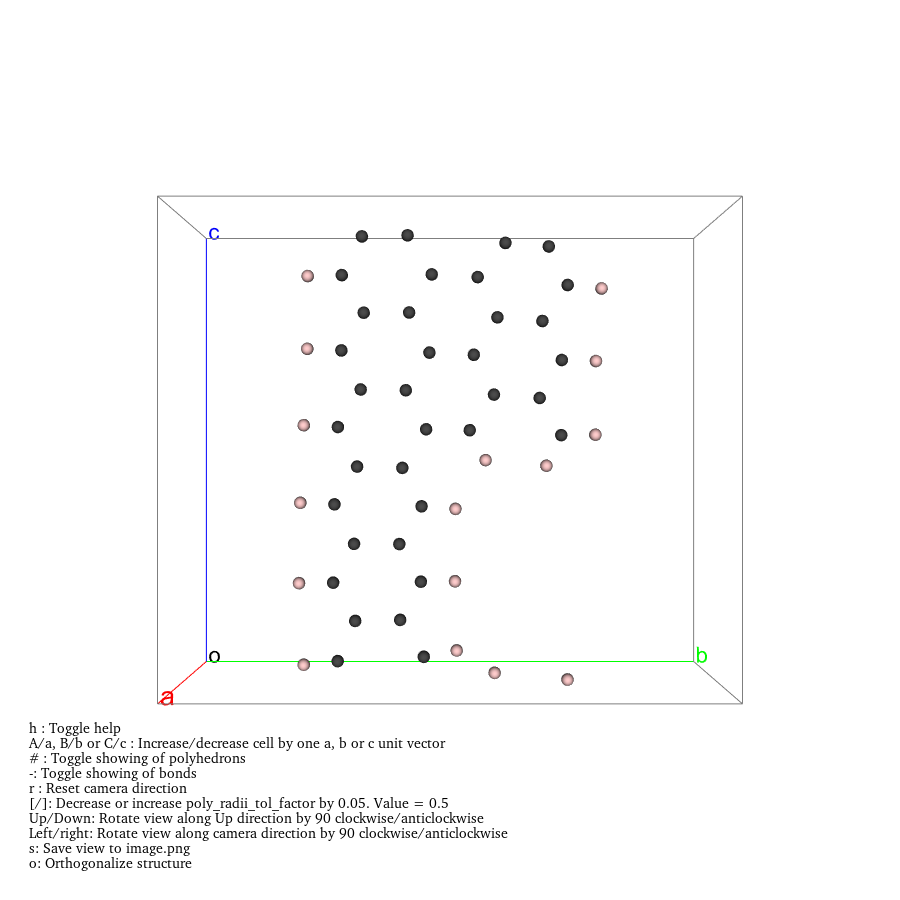 c
o
b
a
h : Toggle help
A/a, B/b or C/c : Increase/decrease cell by one a, b or c unit vector
# : Toggle showing of polyhedrons
-: Toggle showing of bonds
r : Reset camera direction
[/]: Decrease or increase poly_radii_tol_factor by 0.05. Value = 0.5
Up/Down: Rotate view along Up direction by 90 clockwise/anticlockwise
Left/right: Rotate view along camera direction by 90 clockwise/anticlockwise
s: Save view to image.png
o: Orthogonalize structure